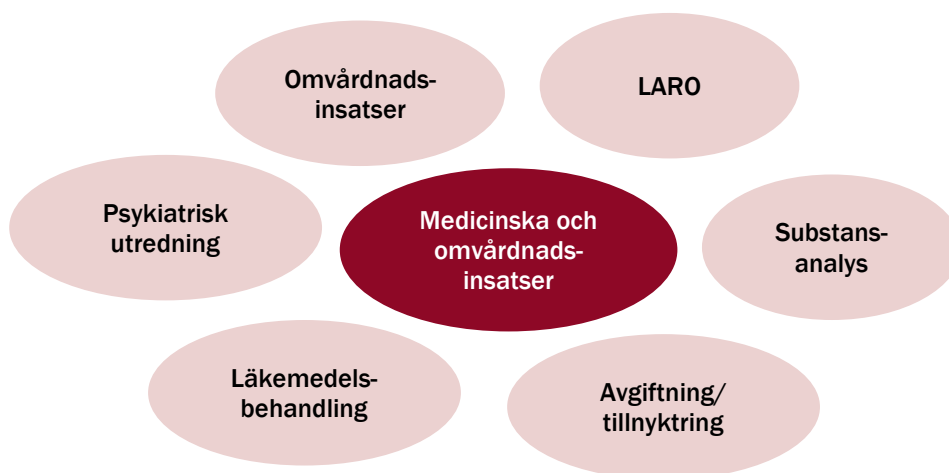 Omvårdnads-
insatser
LARO
Psykiatrisk
utredning
Medicinska och
omvårdnads-
insatser
Substans-
analys
Läkemedels-
behandling
Avgiftning/
tillnyktring